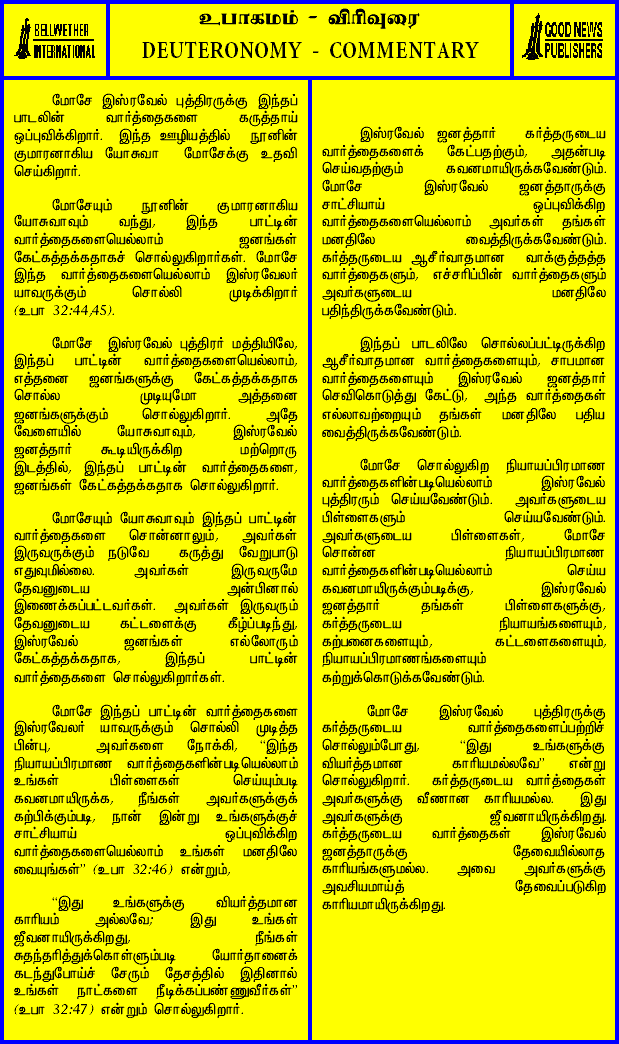 BELLWETHER
INTERNATIONAL
உபாகமம் - விரிவுரை
DEUTERONOMY - COMMENTARY
GOOD NEWS
PUBLISHERS
மோசே இஸ்ரவேல் புத்திரருக்கு இந்தப்
பாடலின் வார்த்தைகளை கருத்தாய்
ஒப்புவிக்கிறார். இந்த ஊழியத்தில் நூனின்
குமாரனாகிய யோசுவா மோசேக்கு உதவி
செய்கிறார்.
மோசேயும் நூனின் குமாரனாகிய
யோசுவாவும் வந்து, இந்த பாட்டின்
வார்த்தைகளையெல்லாம் ஜனங்கள்
கேட்கத்தக்கதாகச் சொல்லுகிறார்கள். மோசே
இந்த வார்த்தைகளையெல்லாம் இஸ்ரவேலர்
யாவருக்கும் சொல்லி முடிக்கிறார்
(உபா 32:44,45).
மோசே இஸ்ரவேல் புத்திரர் மத்தியிலே,
இந்தப் பாட்டின் வார்த்தைகளையெல்லாம்,
எத்தனை ஜனங்களுக்கு கேட்கத்தக்கதாக
சொல்ல முடியுமோ அத்தனை
ஜனங்களுக்கும் சொல்லுகிறார். அதே
வேளையில் யோசுவாவும், இஸ்ரவேல்
ஜனத்தார் கூடியிருக்கிற மற்றொரு
இடத்தில், இந்தப் பாட்டின் வார்த்தைகளை,
ஜனங்கள் கேட்கத்தக்கதாக சொல்லுகிறார்.
மோசேயும் யோசுவாவும் இந்தப் பாட்டின்
வார்த்தைகளை சொன்னாலும், அவர்கள்
இருவருக்கும் நடுவே கருத்து வேறுபாடு
எதுவுமில்லை. அவர்கள் இருவருமே
தேவனுடைய அன்பினால்
இணைக்கப்பட்டவர்கள். அவர்கள் இருவரும்
தேவனுடைய கட்டளைக்கு கீழ்ப்படிந்து,
இஸ்ரவேல் ஜனங்கள் எல்லோரும்
கேட்கத்தக்கதாக, இந்தப் பாட்டின்
வார்த்தைகளை சொல்லுகிறார்கள்.
மோசே இந்தப் பாட்டின் வார்த்தைகளை
இஸ்ரவேலர் யாவருக்கும் சொல்லி முடித்த
பின்பு, அவர்களை நோக்கி, “இந்த
நியாயப்பிரமாண வார்த்தைகளின்படியெல்லாம்
உங்கள் பிள்ளைகள் செய்யும்படி
கவனமாயிருக்க, நீங்கள் அவர்களுக்குக்
கற்பிக்கும்படி, நான் இன்று உங்களுக்குச்
சாட்சியாய் ஒப்புவிக்கிற
வார்த்தைகளையெல்லாம் உங்கள் மனதிலே
வையுங்கள்” (உபா 32:46) என்றும்,
“இது உங்களுக்கு வியர்த்தமான
காரியம் அல்லவே; இது உங்கள்
ஜீவனாயிருக்கிறது, நீங்கள்
சுதந்தரித்துக்கொள்ளும்படி யோர்தானைக்
கடந்துபோய்ச் சேரும் தேசத்தில் இதினால்
உங்கள் நாட்களை நீடிக்கப்பண்ணுவீர்கள்”
(உபா 32:47) என்றும் சொல்லுகிறார்.
இஸ்ரவேல் ஜனத்தார் கர்த்தருடைய
வார்த்தைகளைக் கேட்பதற்கும், அதன்படி
செய்வதற்கும் கவனமாயிருக்கவேண்டும்.
மோசே இஸ்ரவேல் ஜனத்தாருக்கு
சாட்சியாய் ஒப்புவிக்கிற
வார்த்தைகளையெல்லாம் அவர்கள் தங்கள்
மனதிலே வைத்திருக்கவேண்டும்.
கர்த்தருடைய ஆசீர்வாதமான வாக்குத்தத்த
வார்த்தைகளும், எச்சரிப்பின் வார்த்தைகளும்
அவர்களுடைய மனதிலே
பதிந்திருக்கவேண்டும்.
இந்தப் பாடலிலே சொல்லப்பட்டிருக்கிற
ஆசீர்வாதமான வார்த்தைகளையும், சாபமான
வார்த்தைகளையும் இஸ்ரவேல் ஜனத்தார்
செவிகொடுத்து கேட்டு, அந்த வார்த்தைகள்
எல்லாவற்றையும் தங்கள் மனதிலே பதிய
வைத்திருக்கவேண்டும்.
மோசே சொல்லுகிற நியாயப்பிரமாண
வார்த்தைகளின்படியெல்லாம் இஸ்ரவேல்
புத்திரரும் செய்யவேண்டும். அவர்களுடைய
பிள்ளைகளும் செய்யவேண்டும்.
அவர்களுடைய பிள்ளைகள், மோசே
சொன்ன நியாயப்பிரமாண
வார்த்தைகளின்படியெல்லாம் செய்ய
கவனமாயிருக்கும்படிக்கு, இஸ்ரவேல்
ஜனத்தார் தங்கள் பிள்ளைகளுக்கு,
கர்த்தருடைய நியாயங்களையும்,
கற்பனைகளையும், கட்டளைகளையும்,
நியாயப்பிரமாணங்களையும்
கற்றுக்கொடுக்கவேண்டும்.
மோசே இஸ்ரவேல் புத்திரருக்கு
கர்த்தருடைய வார்த்தைகளைப்பற்றிச்
சொல்லும்போது, “இது உங்களுக்கு
வியர்த்தமான காரியமல்லவே” என்று
சொல்லுகிறார். கர்த்தருடைய வார்த்தைகள்
அவர்களுக்கு வீணான காரியமல்ல. இது
அவர்களுக்கு ஜீவனாயிருக்கிறது.
கர்த்தருடைய வார்த்தைகள் இஸ்ரவேல்
ஜனத்தாருக்கு தேவையில்லாத
காரியங்களுமல்ல. அவை அவர்களுக்கு
அவசியமாய்த் தேவைப்படுகிற
காரியமாயிருக்கிறது.